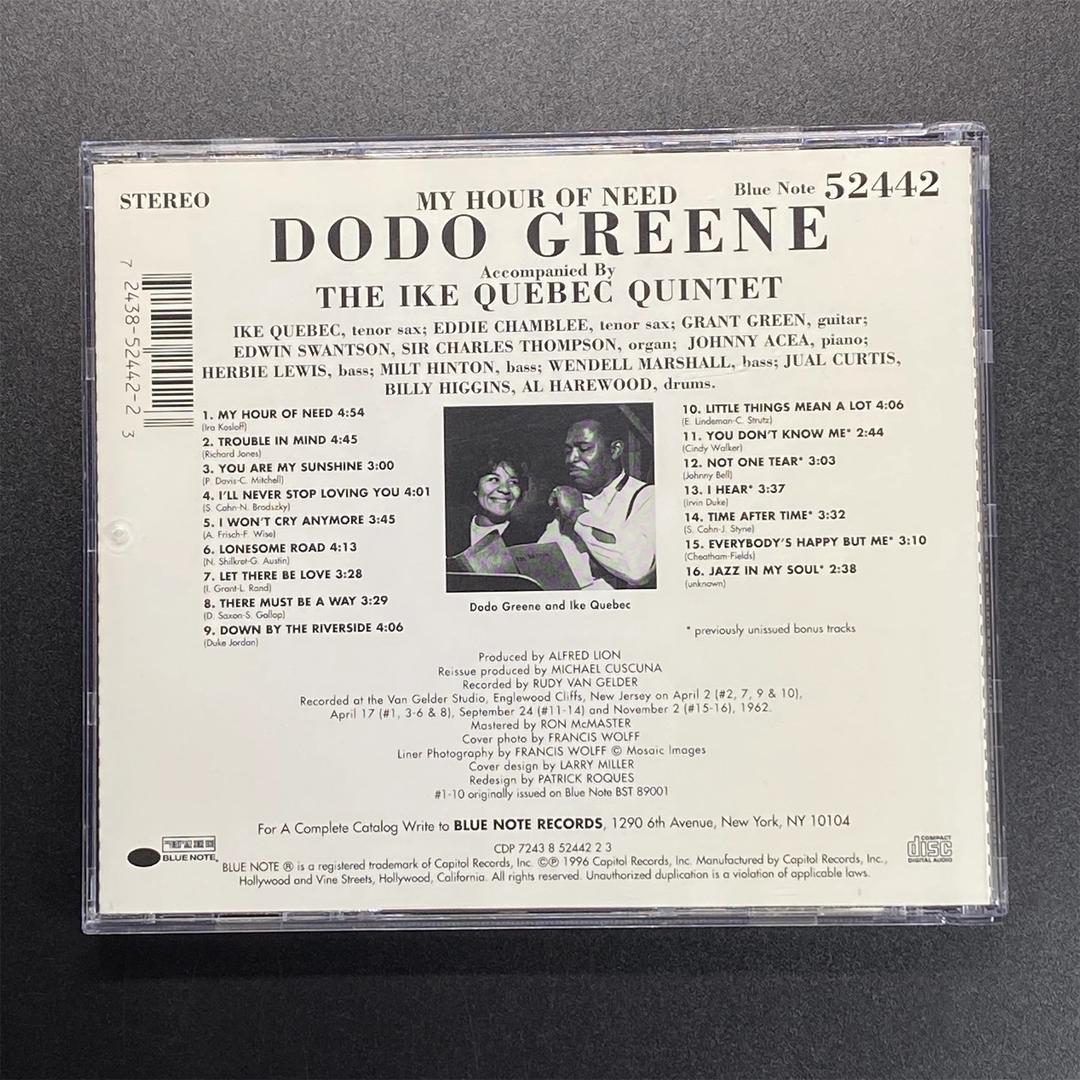 STEREO
MY HOUR OF NEED
Blue Note 52442
DODO GREENE
Accompanied By
THE IKE QUEBEC QUINTET
IKE QUEBEC, tenor sax; EDDIE CHAMBLEE, tenor sax; GRANT GREEN, guitar;
EDWIN SWANTSON, SIR CHARLES THOMPSON, organ; JOHNNY ACEA, piano;
HERBIE LEWIS, bass; MILT HINTON, bass; WENDELL MARSHALL, bass; JUAL CURTIS,
BILLY HIGGINS, AL HAREWOOD, drums.
7 2438-52442-2 3
1. MY HOUR OF NEED 4:54
(Ira Kosloff)
2. TROUBLE IN MIND 4:45
(Richard Jones)
3. YOU ARE MY SUNSHINE 3:00
(P. Davis-C. Mitchell)
4. I'LL NEVER STOP LOVING YOU 4:01
(S. Cahn-N. Brodszky)
5. I WON'T CRY ANYMORE 3:45
(A. Frisch-F. Wise)
6. LONESOME ROAD 4:13
(N. Shilkret-G. Austin)
7. LET THERE BE LOVE 3:28
(I. Grant-L. Rand)
8. THERE MUST BE A WAY 3:29
(D. Saxon-S. Gallop)
9. DOWN BY THE RIVERSIDE 4:06
(Duke Jordan)
Dodo Greene and Ike Quebec
10. LITTLE THINGS MEAN A LOT 4:06
(E. Lindeman-C. Strutz)
11. YOU DON'T KNOW ME* 2:44
(Cindy Walker)
12. NOT ONE TEAR* 3:03
(Johnny Bell)
13. I HEAR* 3:37
(Irvin Duke)
14. TIME AFTER TIME* 3:32
(S. Cahn-J. Styne)
15. EVERYBODY'S HAPPY BUT ME* 3:10
(Cheatham-Fields)
16. JAZZ IN MY SOUL* 2:38
(unknown)
* previously unissued bonus tracks
Produced by ALFRED LION
Reissue produced by MICHAEL CUSCUNA
Recorded by RUDY VAN GELDER
Recorded at the Van Gelder Studio, Englewood Cliffs, New Jersey on April 2 (#2, 7, 9 & 10),
April 17 (#1, 3-6 & 8), September 24 (#11-14) and November 2 (#15-16), 1962.
Mastered by RON McMASTER
Cover photo by FRANCIS WOLFF
Liner Photography by FRANCIS WOLFF © Mosaic Images
Cover design by LARRY MILLER
Redesign by PATRICK ROQUES
#1-10 originally issued on Blue Note BST 89001
For A Complete Catalog Write to BLUE NOTE RECORDS, 1290 6th Avenue, New York, NY 10104
CDP 7243 8 52442 2 3
BLUE NOTE ® is a registered trademark of Capitol Records, Inc. ©℗ 1996 Capitol Records, Inc. Manufactured by Capitol Records, Inc.,
Hollywood and Vine Streets, Hollywood, California. All rights reserved. Unauthorized duplication is a violation of applicable laws.
BLUE NOTE
COMPACT
disc
DIGITAL AUDIO